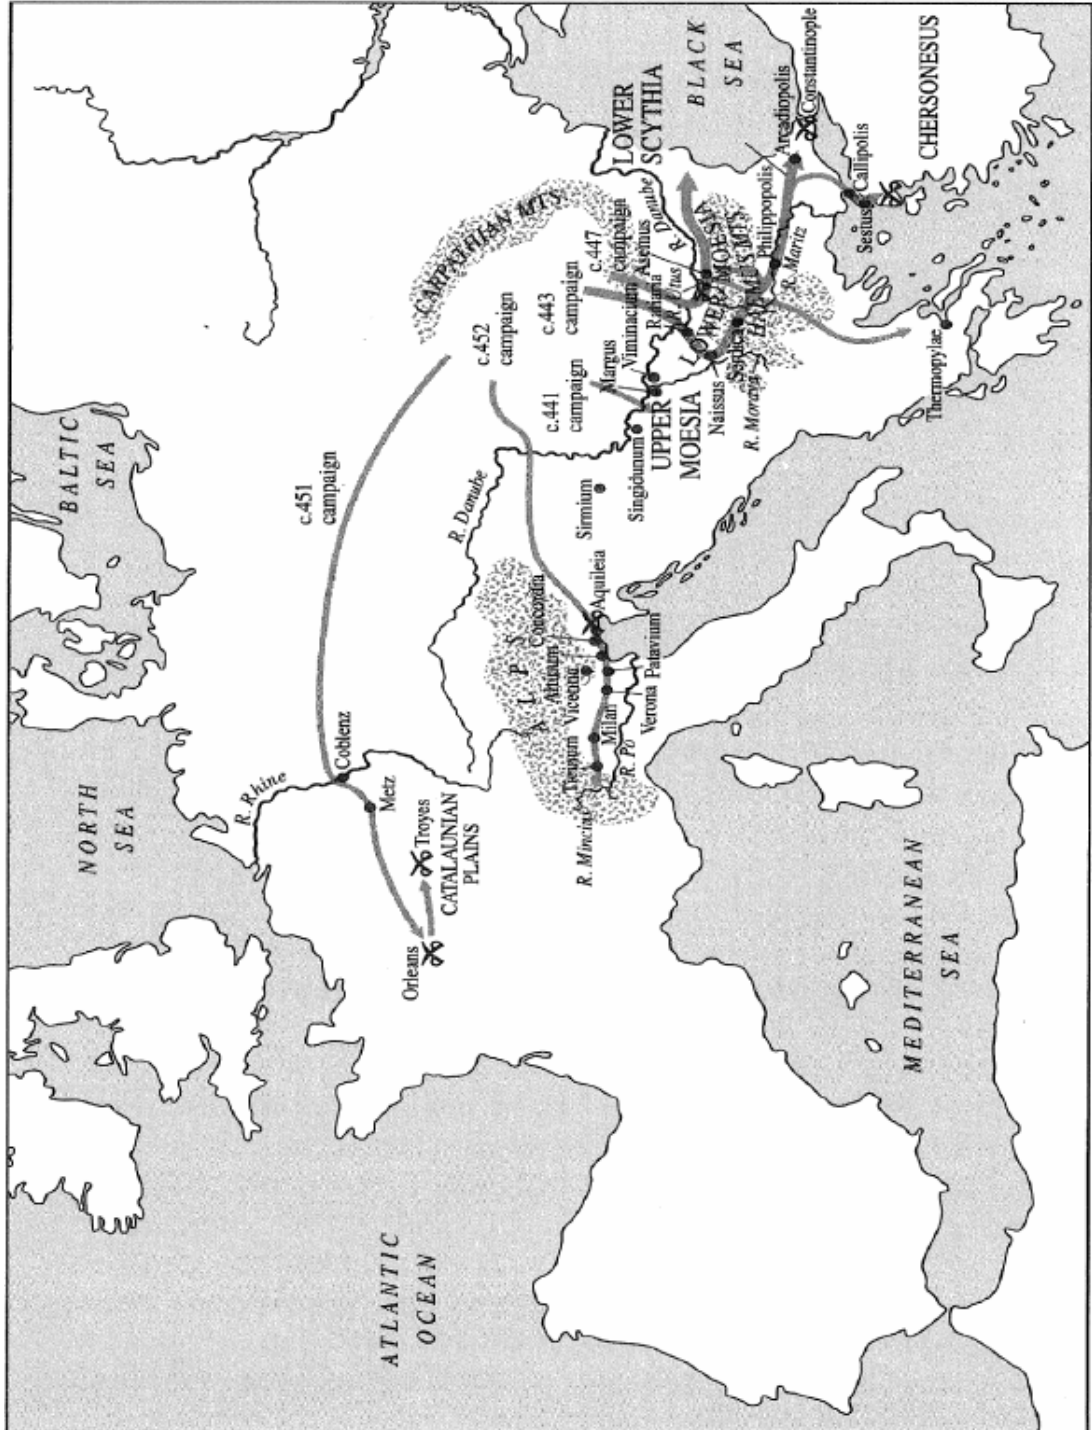 BALTIC
SEA
NORTH
SEA
R. Rhine
c.451
campaign
Coblenz
Metz
ATLANTIC
OCEAN
Orleans
Troyes
CATALAUNIAN
PLAINS
CARPATHIAN MTS.
R. Danube
c.452
campaign
A L P S
Concordia
Altinum
Viceona
Ticinum
R. Mincius
Aquileia
Milan
R. Po
Verona
Patavium
c.441
campaign
c.443
campaign
c.447
campaign
Sirmium
Singidunum
Margus
Viminacium
Ratiaria
R. Utus
Asemus
R. Danube
LOWER
SCYTHIA
UPPER
MOESIA
LOWER MOESIA
BLACK
SEA
Naissus
Serdica
HAEMUS MTS.
R. Morava
Philippopolis
R. Maritz
Arcadiopolis
Constantinople
Callipolis
Sestus
CHERSONESUS
Thermopylae
MEDITERRANEAN
SEA